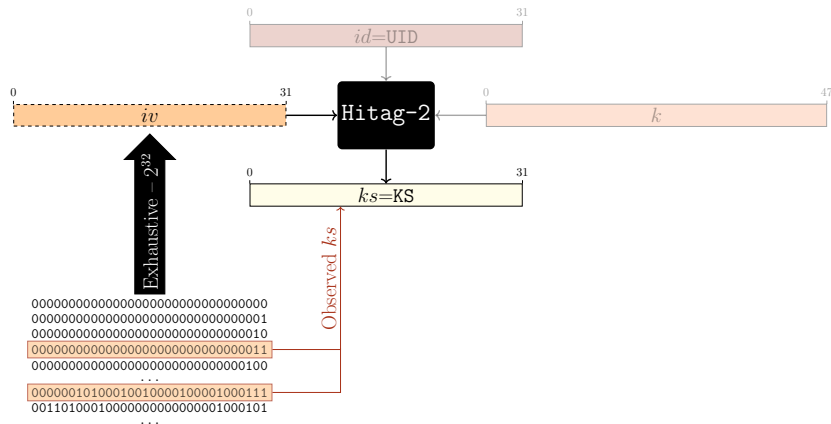 0 31
id=UID
0 31
iv
Hitag-2
0 47
k
0 31
ks=KS
Exhaustive – 2^32
Observed ks
00000000000000000000000000000000
00000000000000000000000000000001
00000000000000000000000000000010
00000000000000000000000000000011
00000000000000000000000000000100
...
00000010100010010000100001000111
00110100010000000000000001000101
...